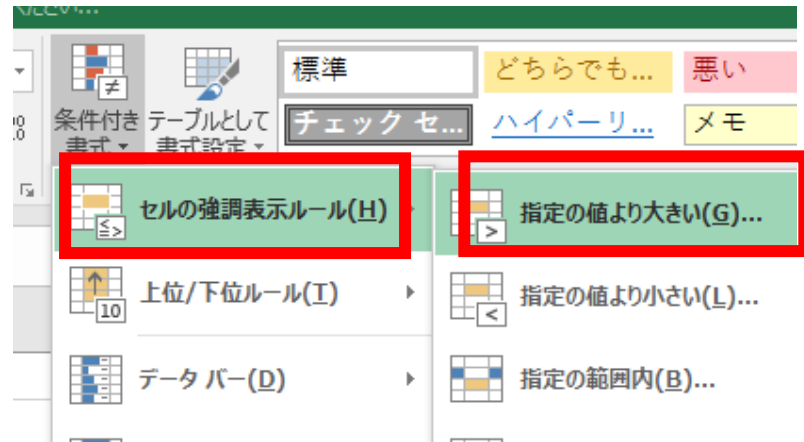 標準
どちらでも...
悪い
条件付き
書式
テーブルとして
書式設定
チェック セ...
ハイパーリ...
メモ
セルの強調表示ルール(H)
指定の値より大きい(G)...
上位/下位ルール(T)
10
指定の値より小さい(L)...
データ バー(D)
指定の範囲内(B)...